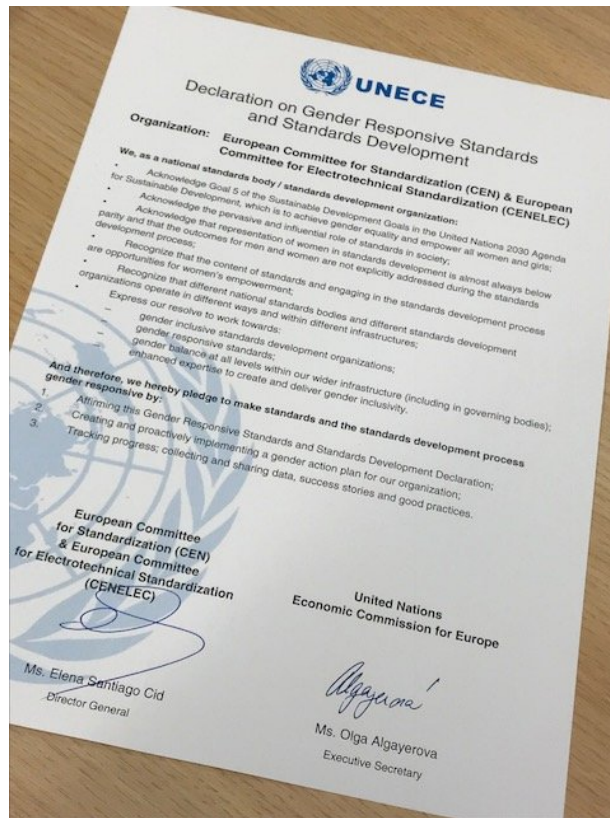 UNECE
Declaration on Gender Responsive Standards
and Standards Development
Organization: European Committee for Standardization (CEN) & European
Committee for Electrotechnical Standardization (CENELEC)
We, as a national standards body / standards development organization:
• Acknowledge Goal 5 of the Sustainable Development Goals in the United Nations 2030 Agenda
for Sustainable Development, which is to achieve gender equality and empower all women and girls;
• Acknowledge the pervasive and influential role of standards in society;
• Acknowledge that representation of women in standards development is almost always below
parity and that the outcomes for men and women are not explicitly addressed during the standards
development process;
• Recognize that the content of standards and engaging in the standards development process
are opportunities for women's empowerment;
• Recognize that different national standards bodies and different standards development
organizations operate in different ways and within different infrastructures;
• Express our resolve to work towards:
– gender inclusive standards development organizations;
– gender responsive standards;
– gender balance at all levels within our wider infrastructure (including in governing bodies);
– enhanced expertise to create and deliver gender inclusivity.
And therefore, we hereby pledge to make standards and the standards development process
gender responsive by:
1. Affirming this Gender Responsive Standards and Standards Development Declaration;
2. Creating and proactively implementing a gender action plan for our organization;
3. Tracking progress; collecting and sharing data, success stories and good practices.
European Committee
for Standardization (CEN)
& European Committee
for Electrotechnical Standardization
(CENELEC)
Ms. Elena Santiago Cid
Director General
United Nations
Economic Commission for Europe
Algayerová
Ms. Olga Algayerova
Executive Secretary